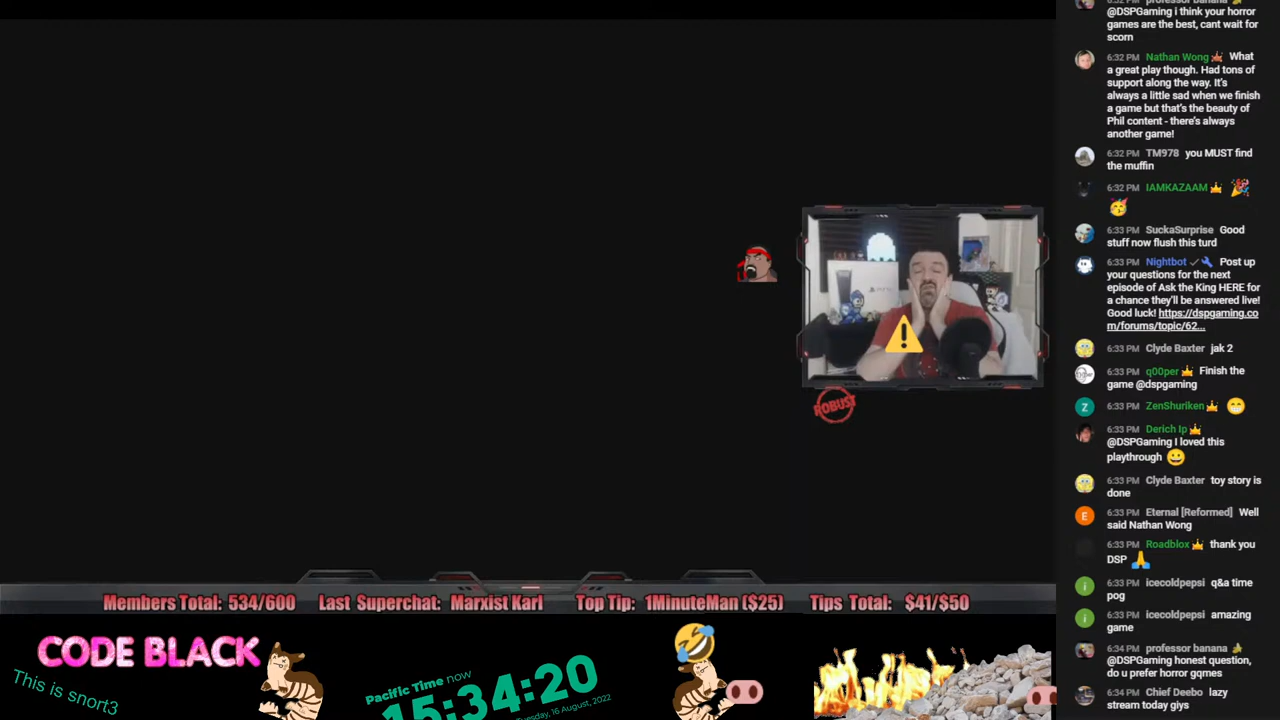 6:32 PM professor banana
@DSPGaming i think your horror
games are the best, cant wait for
scorn
6:32 PM Nathan Wong What
a great play though. Had tons of
support along the way. It's
always a little sad when we finish
a game but that's the beauty of
Phil content - there's always
another game!
6:32 PM TM978 you MUST find
the muffin
6:32 PM IAMKAZAAM
6:33 PM SuckaSurprise Good
stuff now flush this turd
6:33 PM Nightbot Post up
your questions for the next
episode of Ask the King HERE for
a chance they'll be answered live!
Good luck! https://dspgaming.co
m/forums/topic/62...
6:33 PM Clyde Baxter jak 2
6:33 PM q00per Finish the
game @dspgaming
6:33 PM ZenShuriken
6:33 PM Derich Ip
@DSPGaming I loved this
playthrough
6:33 PM Clyde Baxter toy story is
done
6:33 PM Eternal [Reformed] Well
said Nathan Wong
6:33 PM Roadblox thank you
DSP
6:33 PM icecoldpepsi q&a time
pog
6:33 PM icecoldpepsi amazing
game
6:34 PM professor banana
@DSPGaming honest question,
do u prefer horror gqmes
6:34 PM Chief Deebo lazy
stream today giys
ROBUST
Members Total: 534/600 Last Superchat: Marxist Karl Top Tip: 1MinuteMan ($25) Tips Total: $41/$50
CODE BLACK
This is snort3
Pacific Time now
15:34:20
Tuesday, 16 August, 2022